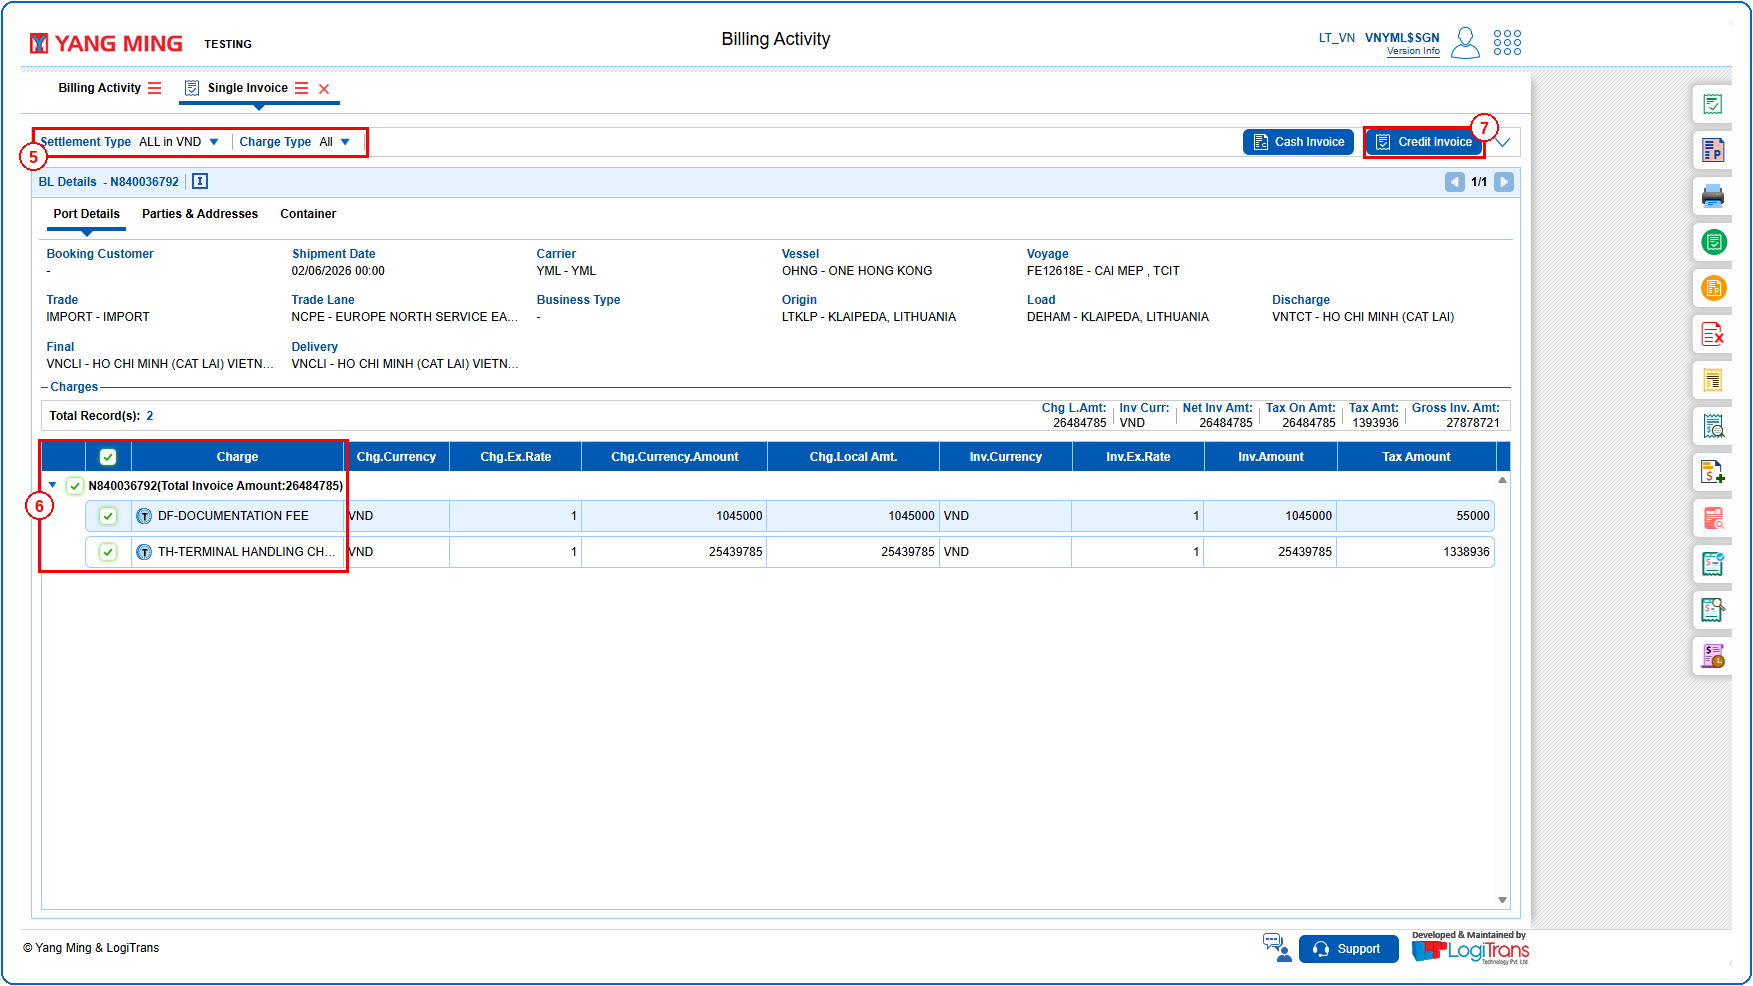 YANG MING TESTING Billing Activity LT_VN VNYML$SGN
Version Info
Billing Activity Single Invoice
Settlement Type ALL in VND Charge Type All Cash Invoice Credit Invoice
5
7
BL Details - N840036792 I 1/1
Port Details Parties & Addresses Container
Booking Customer Shipment Date Carrier Vessel Voyage
- 02/06/2026 00:00 YML - YML OHNG - ONE HONG KONG FE12618E - CAI MEP , TCIT
Trade Trade Lane Business Type Origin Load Discharge
IMPORT - IMPORT NCPE - EUROPE NORTH SERVICE EA... - LTKLP - KLAIPEDA, LITHUANIA DEHAM - KLAIPEDA, LITHUANIA VNTCT - HO CHI MINH (CAT LAI)
Final Delivery
VNCLI - HO CHI MINH (CAT LAI) VIETN... VNCLI - HO CHI MINH (CAT LAI) VIETN...
Charges
Total Record(s): 2
Chg L.Amt: Inv Curr: Net Inv Amt: Tax On Amt: Tax Amt: Gross Inv. Amt:
26484785 VND 26484785 26484785 1393936 27878721
Charge Chg.Currency Chg.Ex.Rate Chg.Currency.Amount Chg.Local Amt. Inv.Currency Inv.Ex.Rate Inv.Amount Tax Amount
N840036792(Total Invoice Amount:26484785)
6
T DF-DOCUMENTATION FEE VND 1 1045000 1045000 VND 1 1045000 55000
T TH-TERMINAL HANDLING CH... VND 1 25439785 25439785 VND 1 25439785 1338936
© Yang Ming & LogiTrans
Support
Developed & Maintained by
LogiTrans
Technology Pvt. Ltd.